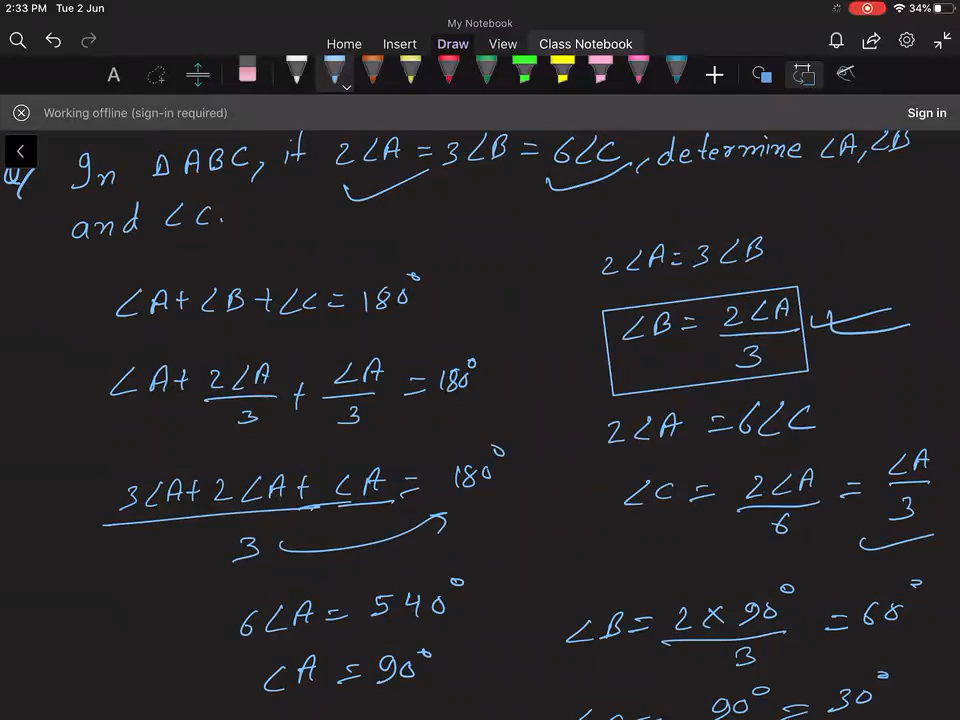 2:33 PM Tue 2 Jun
My Notebook
34%
Home Insert Draw View Class Notebook
A
Working offline (sign-in required) Sign in
Q/ In ΔABC, if 2∠A = 3∠B = 6∠C, determine ∠A, ∠B
and ∠C.
∠A + ∠B + ∠C = 180°
∠A + 2∠A/3 + ∠A/3 = 180°
3∠A + 2∠A + ∠A/3 = 180°
6∠A = 540°
∠A = 90°
2∠A = 3∠B
∠B = 2∠A/3
2∠A = 6∠C
∠C = 2∠A/6 = ∠A/3
∠B = 2 × 90°/3 = 60°
90° = 30°